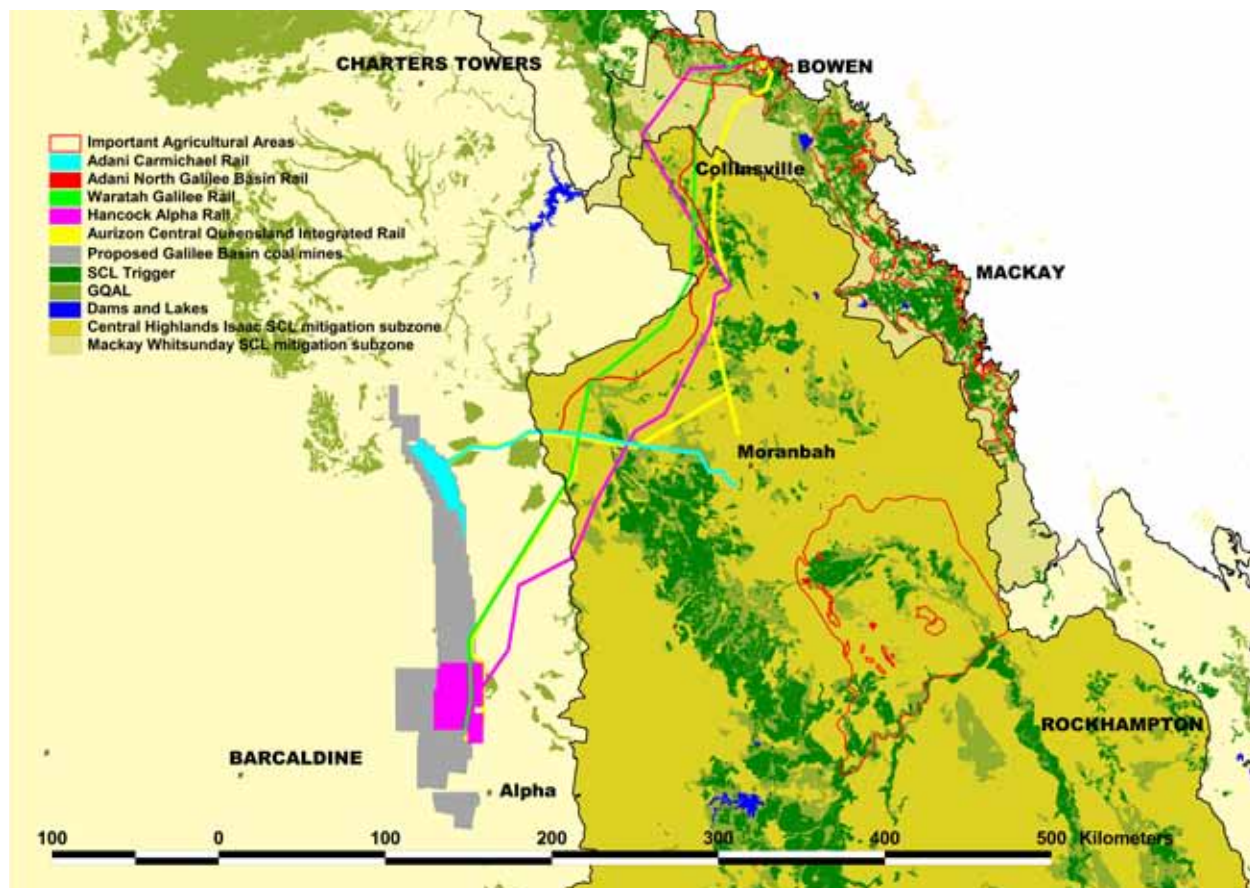 CHARTERS TOWERS
BOWEN
Important Agricultural Areas
Adani Carmichael Rail
Adani North Galilee Basin Rail
Waratah Galilee Rail
Hancock Alpha Rail
Aurizon Central Queensland Integrated Rail
Proposed Galilee Basin coal mines
SCL Trigger
GQAL
Dams and Lakes
Central Highlands Isaac SCL mitigation subzone
Mackay Whitsunday SCL mitigation subzone
Collinsville
MACKAY
Moranbah
ROCKHAMPTON
BARCALDINE
Alpha
100 0 100 200 300 400 500 Kilometers